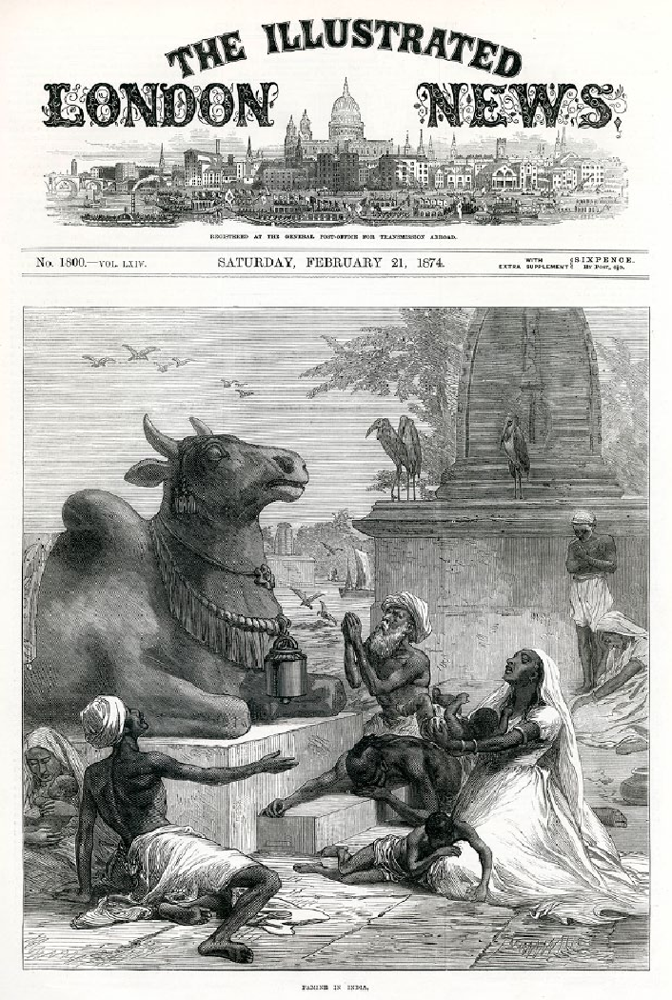 THE ILLUSTRATED
LONDON NEWS.
REGISTERED AT THE GENERAL POST-OFFICE FOR TRANSMISSION ABROAD.
No. 1800.—VOL. LXIV. SATURDAY, FEBRUARY 21, 1874. WITH EXTRA SUPPLEMENT { SIXPENCE. By Post, 6½D.
FAMINE IN INDIA.